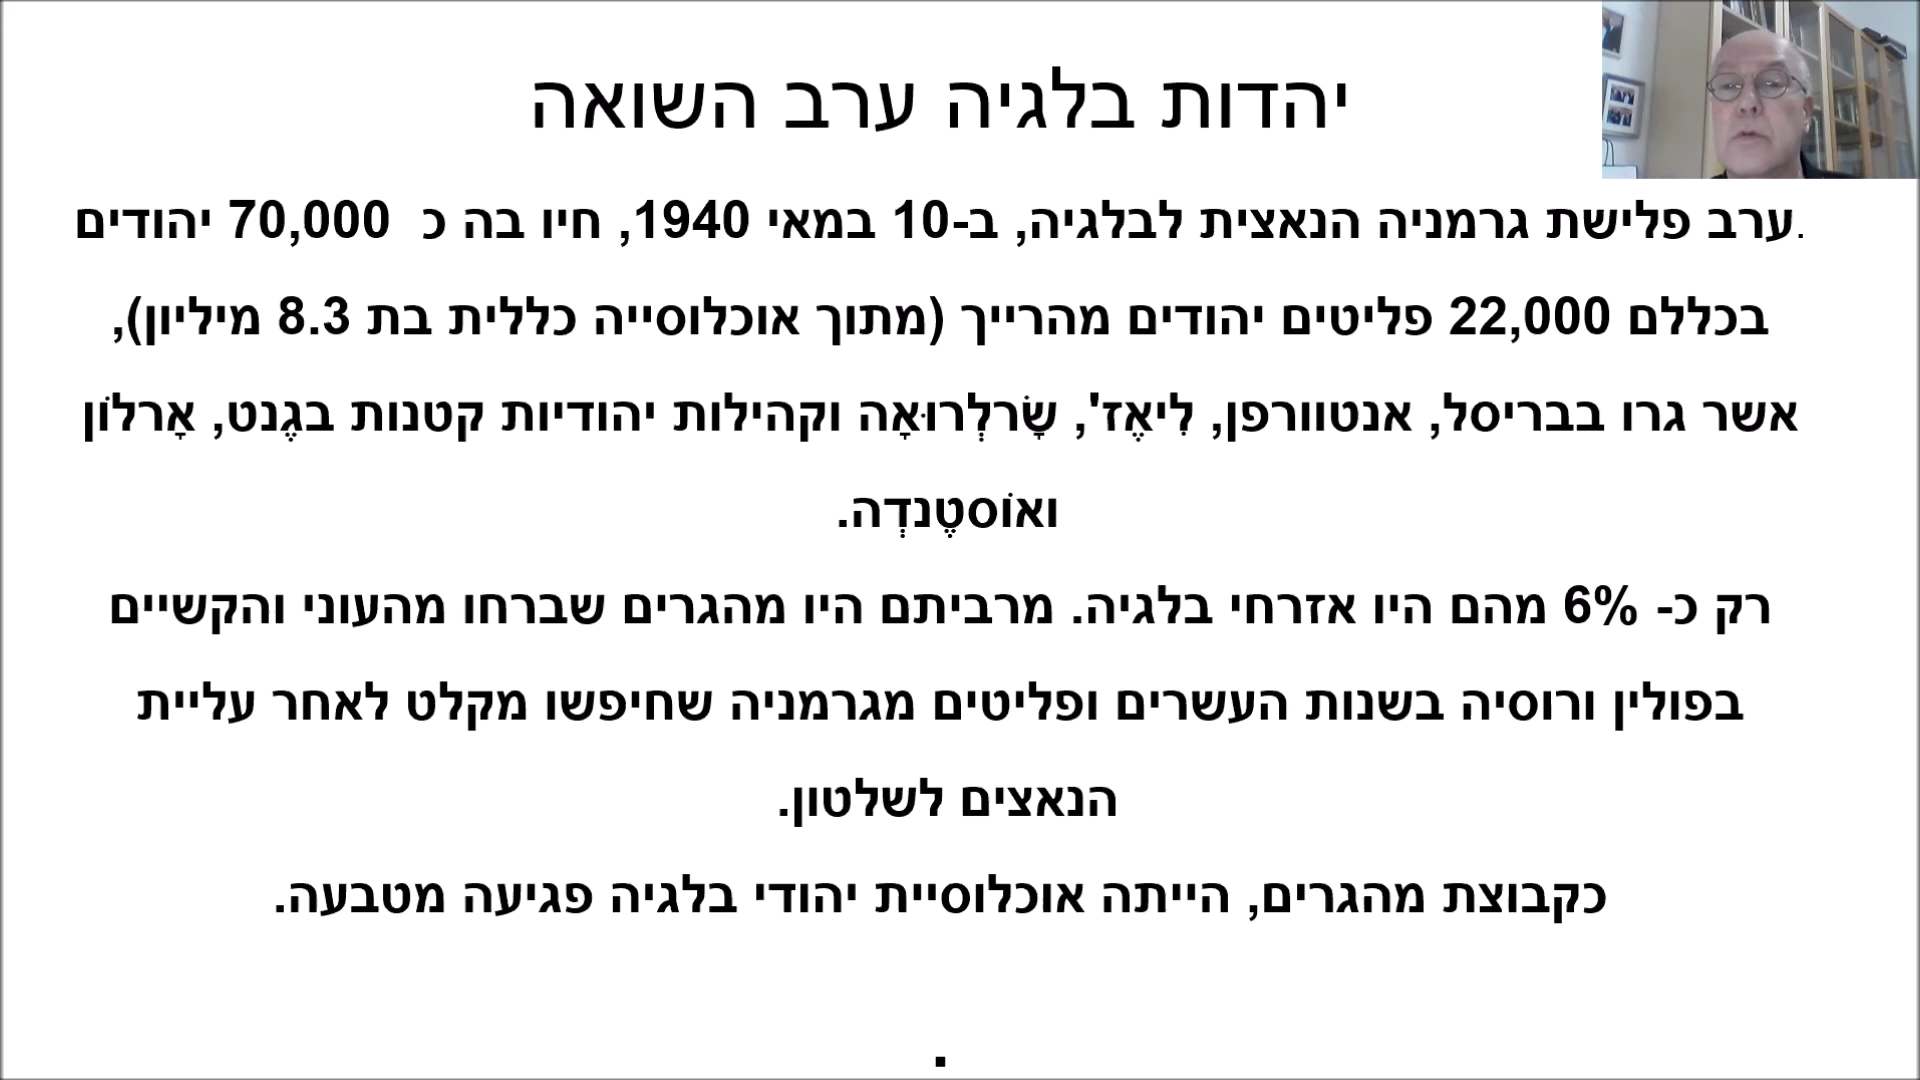 יהדות בלגיה ערב השואה
.ערב פלישת גרמניה הנאצית לבלגיה, ב-10 במאי 1940, חיו בה כ 70,000 יהודים
בכללם 22,000 פליטים יהודים מהרייך (מתוך אוכלוסייה כללית בת 8.3 מיליון),
אשר גרו בבריסל, אנטוורפן, לִיאֶז', שָׂרלְרוּאָה וקהילות יהודיות קטנות בגֶנט, אָרלוֹן
ואוֹסטֶנדְה.
רק כ- 6% מהם היו אזרחי בלגיה. מרביתם היו מהגרים שברחו מהעוני והקשיים
בפולין ורוסיה בשנות העשרים ופליטים מגרמניה שחיפשו מקלט לאחר עליית
הנאצים לשלטון.
כקבוצת מהגרים, הייתה אוכלוסיית יהודי בלגיה פגיעה מטבעה.
.